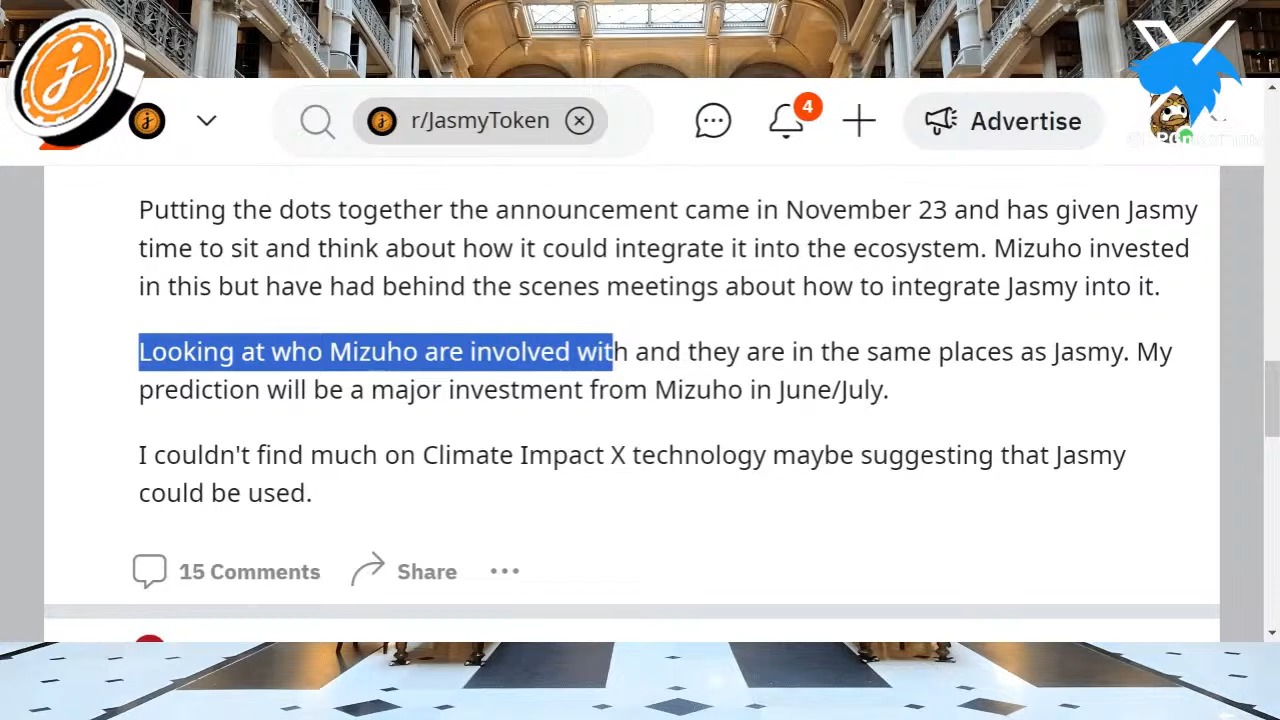 r/JasmyToken
4
Advertise
Putting the dots together the announcement came in November 23 and has given Jasmy
time to sit and think about how it could integrate it into the ecosystem. Mizuho invested
in this but have had behind the scenes meetings about how to integrate Jasmy into it.
Looking at who Mizuho are involved with and they are in the same places as Jasmy. My
prediction will be a major investment from Mizuho in June/July.
I couldn't find much on Climate Impact X technology maybe suggesting that Jasmy
could be used.
15 Comments
Share